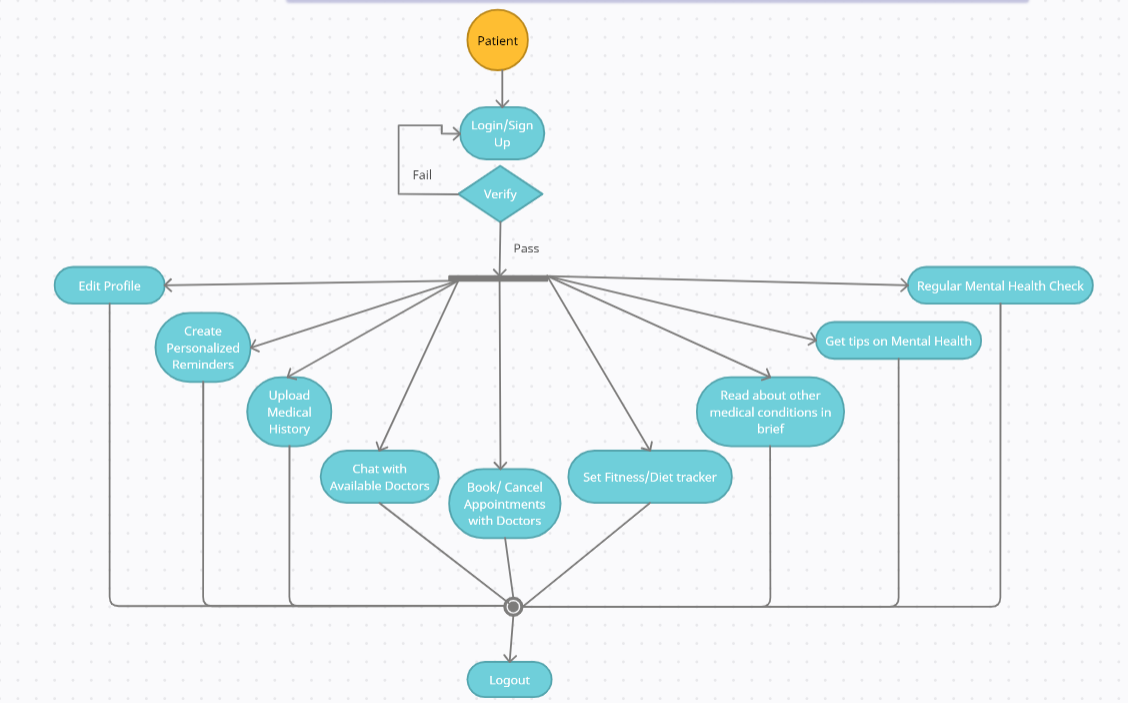 Patient
Login/Sign
Up
Fail
Verify
Pass
Edit Profile
Regular Mental Health Check
Create
Personalized
Reminders
Get tips on Mental Health
Upload
Medical
History
Read about other
medical conditions in
brief
Chat with
Available Doctors
Book/ Cancel
Appointments
with Doctors
Set Fitness/Diet tracker
Logout